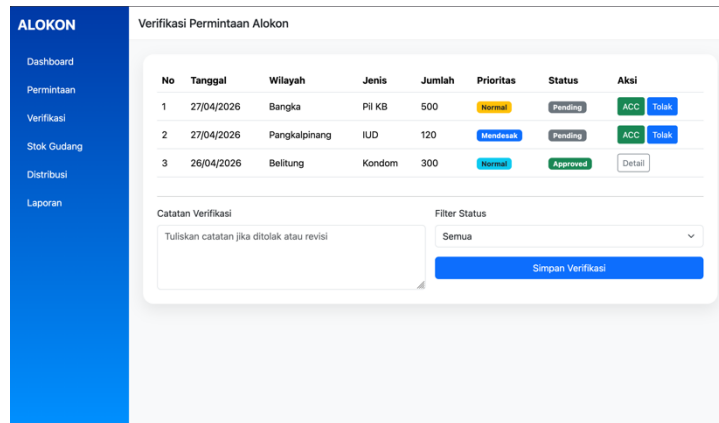 ALOKON
Verifikasi Permintaan Alokon
Dashboard
Permintaan
Verifikasi
Stok Gudang
Distribusi
Laporan
No Tanggal Wilayah Jenis Jumlah Prioritas Status Aksi
1 27/04/2026 Bangka Pil KB 500 Normal Pending ACC Tolak
2 27/04/2026 Pangkalpinang IUD 120 Mendesak Pending ACC Tolak
3 26/04/2026 Belitung Kondom 300 Normal Approved Detail
Catatan Verifikasi
Tuliskan catatan jika ditolak atau revisi
Filter Status
Semua
Simpan Verifikasi